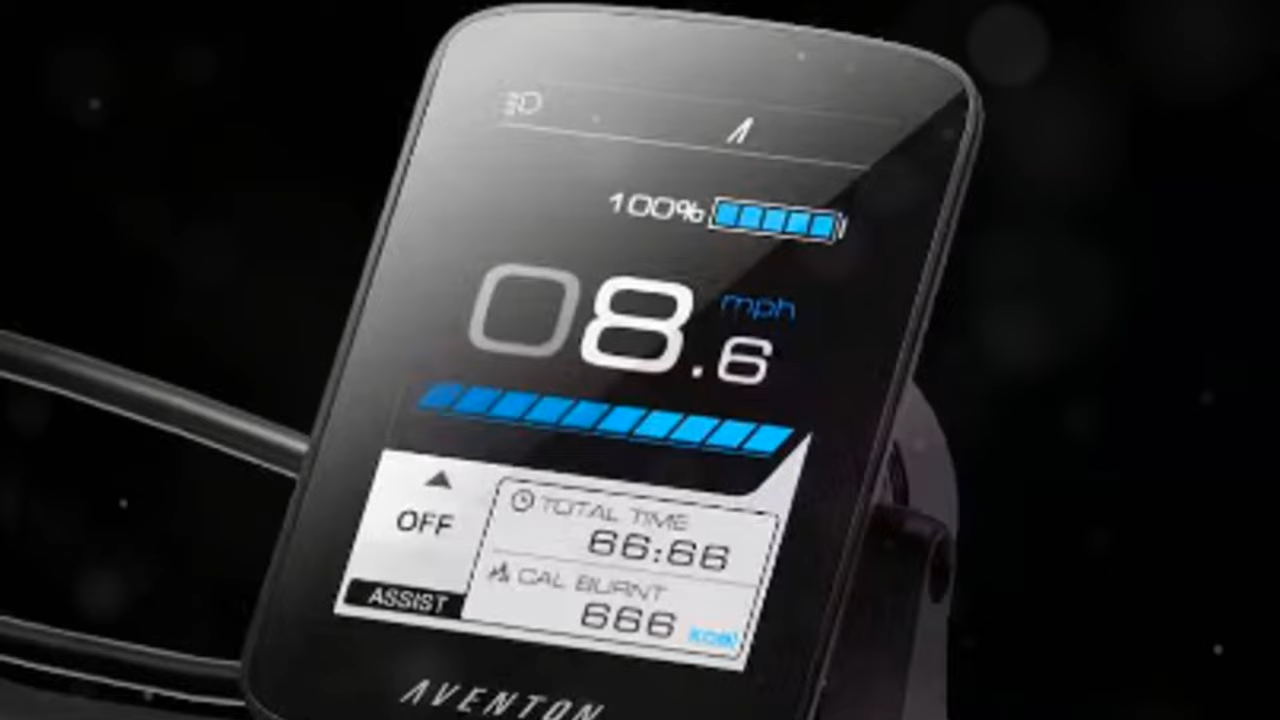 100%
08.6 mph
OFF
ASSIST
TOTAL TIME
66:66
CAL BURNT
666 kcal
AVENTON